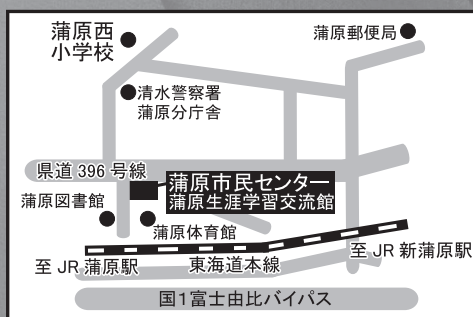 蒲原西
小学校
蒲原郵便局
清水警察署
蒲原分庁舎
県道 396 号線
蒲原市民センター
蒲原生涯学習交流館
蒲原図書館
蒲原体育館
至 JR 蒲原駅
東海道本線
至 JR 新蒲原駅
国1富士由比バイパス